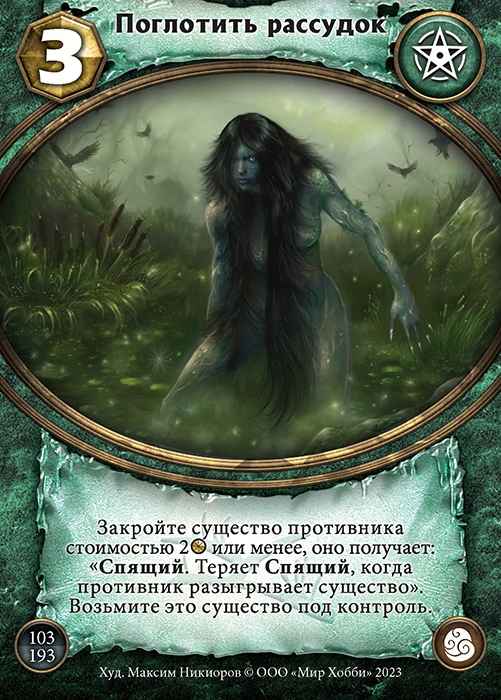 3
Поглотить рассудок
Закройте существо противника
стоимостью 2 или менее, оно получает:
«Спящий. Теряет Спящий, когда
противник разыгрывает существо».
Возьмите это существо под контроль.
103
193
Худ. Максим Никиоров © ООО «Мир Хобби» 2023